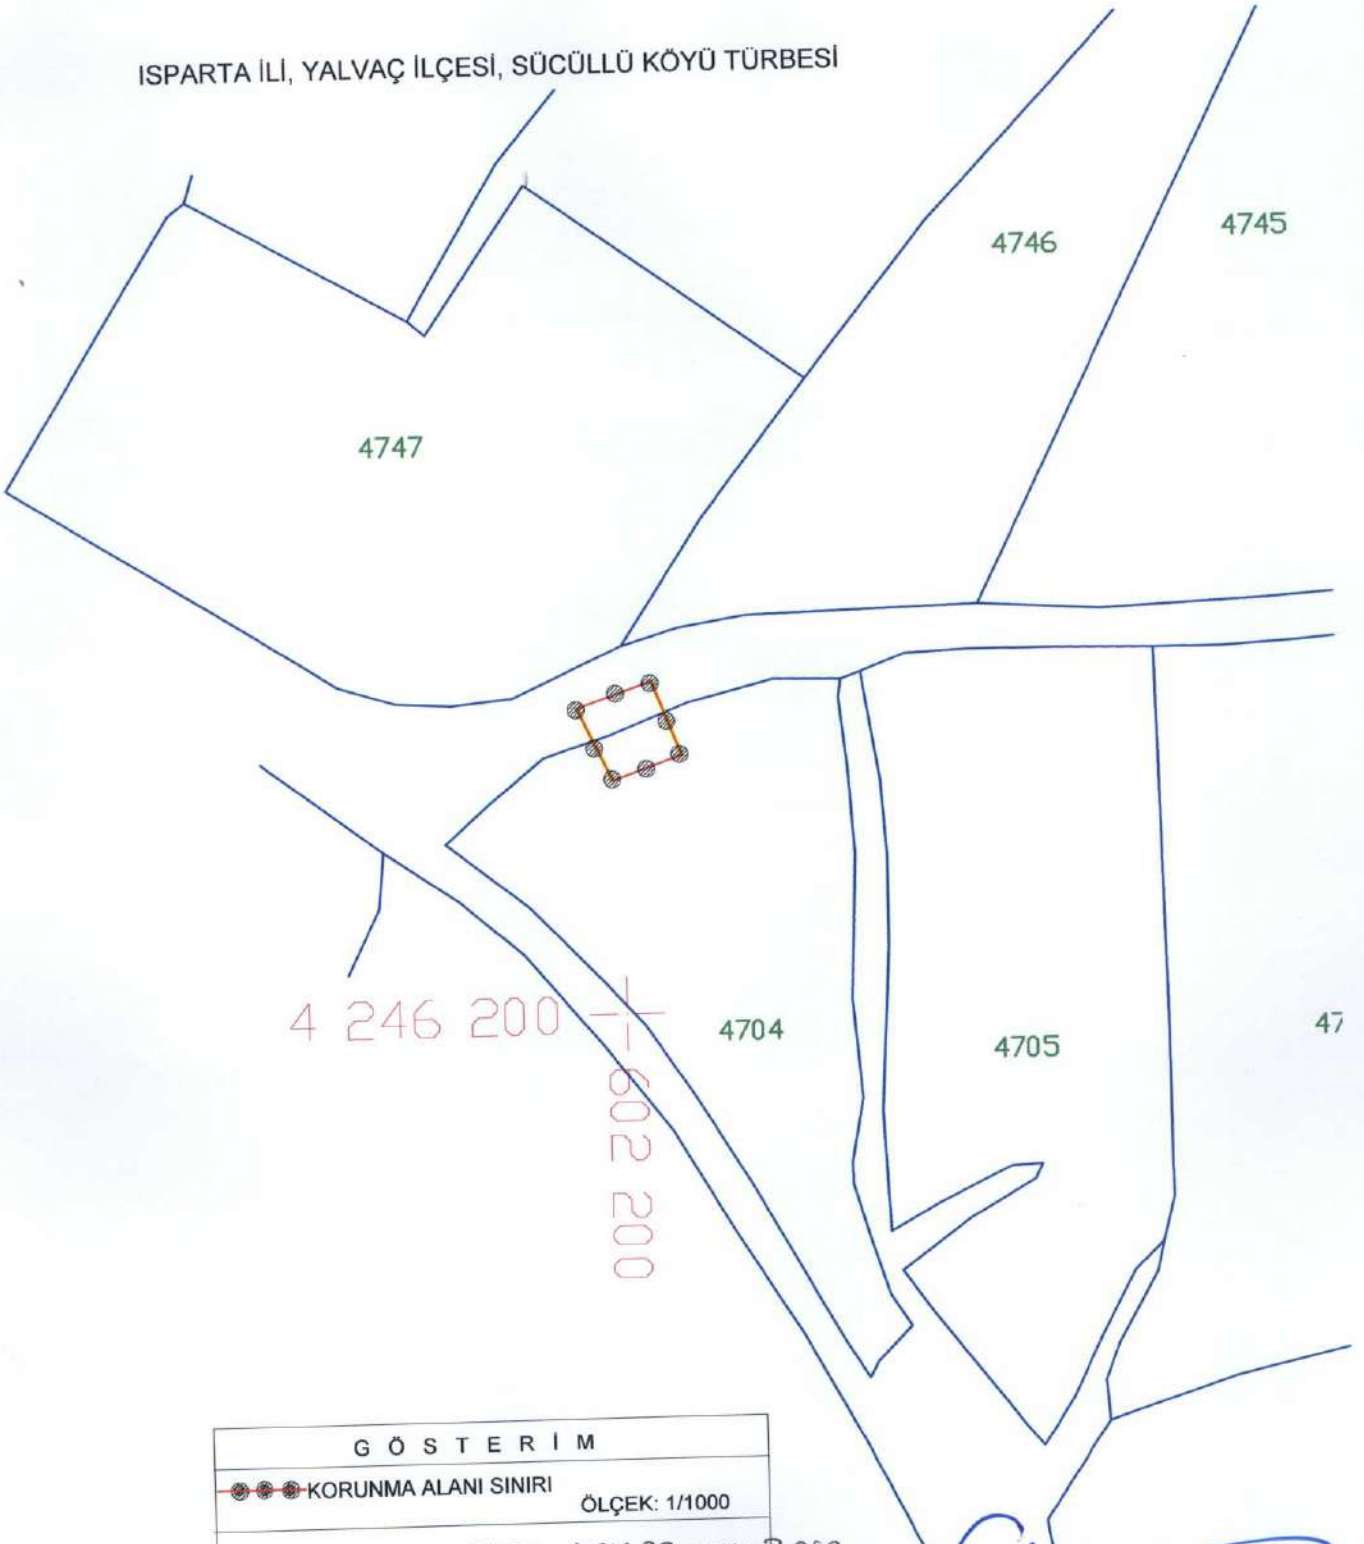 ISPARTA İLİ, YALVAÇ İLÇESİ, SÜCÜLLÜ KÖYÜ TÜRBESİ
4746
4745
4747
4 246 200
602 200
4704
4705
47
GÖSTERİM
KORUNMA ALANI SINIRI
ÖLÇEK: 1/1000